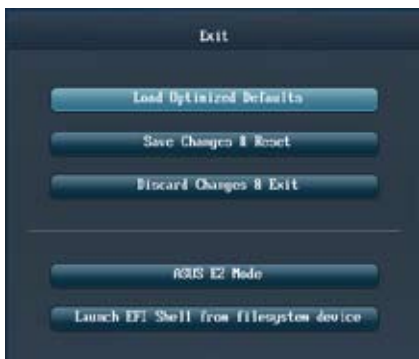 Exit
Load Optimized Defaults
Save Changes & Reset
Discard Changes & Exit
ASUS EZ Mode
Launch EFI Shell from filesystem device